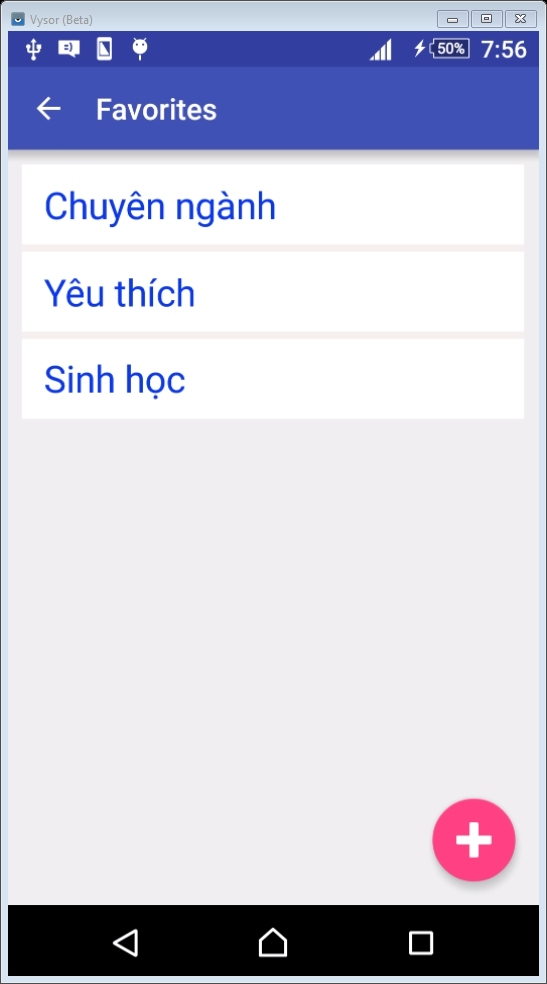 Vysor (Beta)
50% 7:56
Favorites
Chuyên ngành
Yêu thích
Sinh học